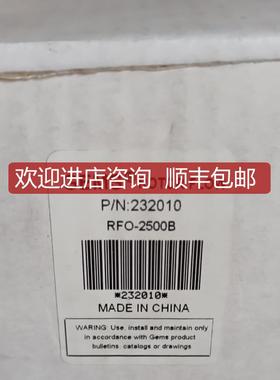 欢迎进店咨询 顺丰包邮
P/N:232010
RFO-2500B
*232010*
MADE IN CHINA
WARING: Use, install and maintain only
in accordance with Gems product
bulletins, catalogs or drawings